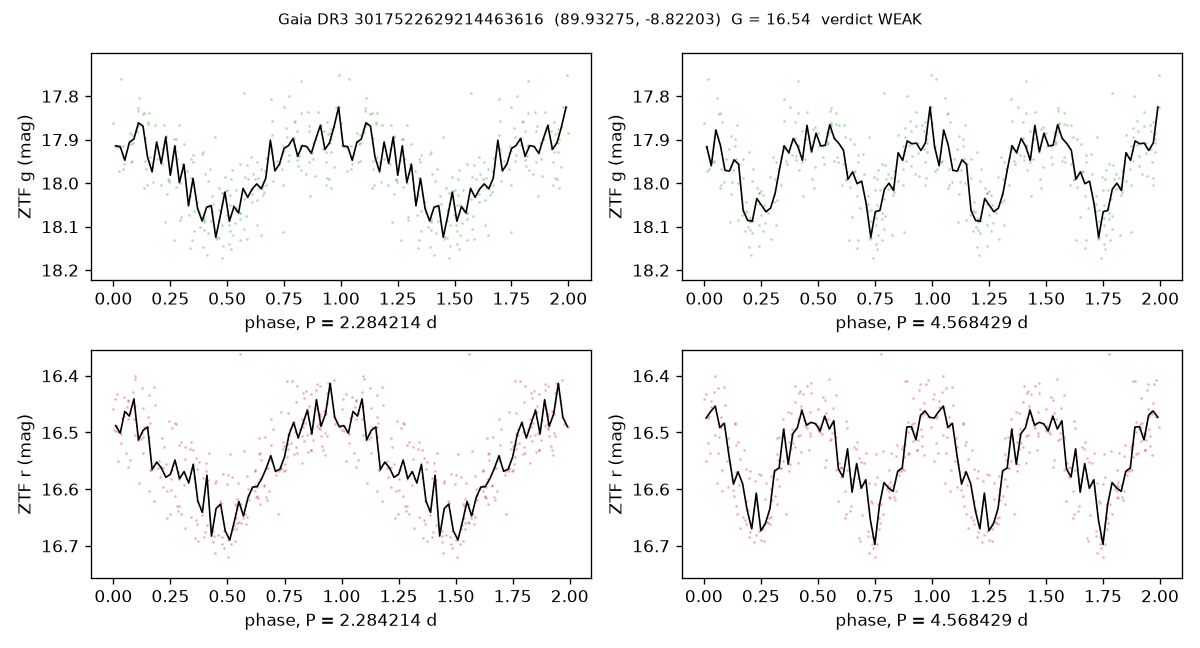 Gaia DR3 3017522629214463616 (89.93275, -8.82203) G = 16.54 verdict WEAK
ZTF g (mag)
17.8
17.9
18.0
18.1
18.2
0.00 0.25 0.50 0.75 1.00 1.25 1.50 1.75 2.00
phase, P = 2.284214 d
ZTF g (mag)
17.8
17.9
18.0
18.1
18.2
0.00 0.25 0.50 0.75 1.00 1.25 1.50 1.75 2.00
phase, P = 4.568429 d
ZTF r (mag)
16.4
16.5
16.6
16.7
0.00 0.25 0.50 0.75 1.00 1.25 1.50 1.75 2.00
phase, P = 2.284214 d
ZTF r (mag)
16.4
16.5
16.6
16.7
0.00 0.25 0.50 0.75 1.00 1.25 1.50 1.75 2.00
phase, P = 4.568429 d